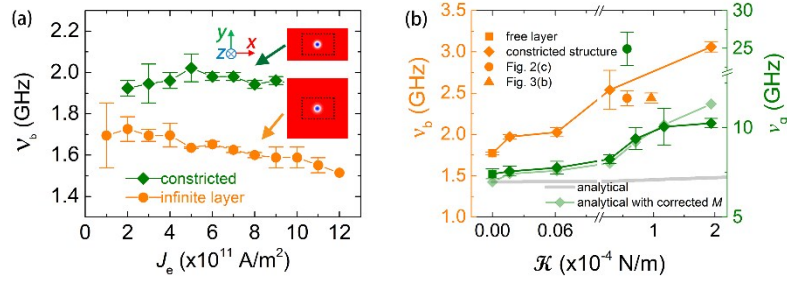 (a)
2.2
2.0
1.8
1.6
1.4
ν_b (GHz)
y
z
x
constricted
infinite layer
0 2 4 6 8 10 12
J_e (x10^11 A/m^2)
(b)
3.5
3.0
2.5
2.0
1.5
1.0
ν_b (GHz)
free layer
constricted structure
Fig. 2(c)
Fig. 3(b)
analytical
analytical with corrected M
30
25
10
5
ν_g (GHz)
0.00 0.06 1 2
𝒦 (x10^-4 N/m)